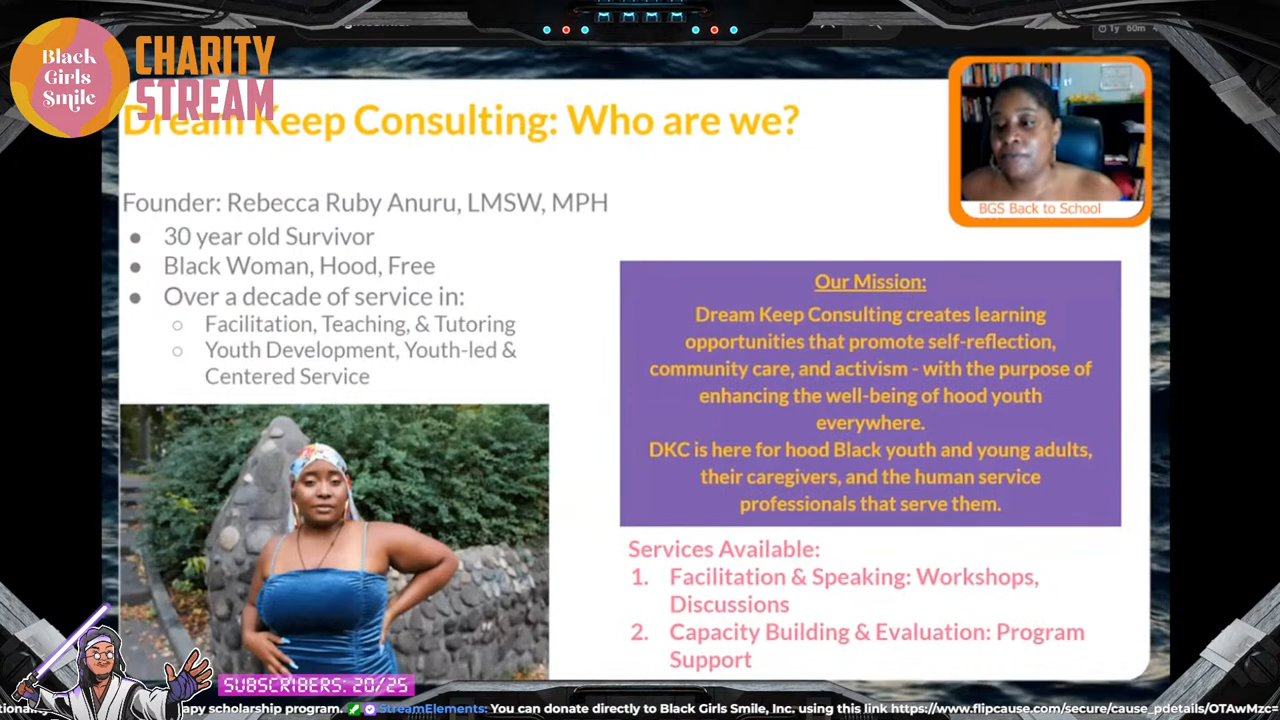 Black
Girls
Smile
CHARITY
STREAM
Dream Keep Consulting: Who are we?
BGS Back to School
Founder: Rebecca Ruby Anuru, LMSW, MPH
● 30 year old Survivor
● Black Woman, Hood, Free
● Over a decade of service in:
○ Facilitation, Teaching, & Tutoring
○ Youth Development, Youth-led &
Centered Service
Our Mission:
Dream Keep Consulting creates learning
opportunities that promote self-reflection,
community care, and activism - with the purpose of
enhancing the well-being of hood youth
everywhere.
DKC is here for hood Black youth and young adults,
their caregivers, and the human service
professionals that serve them.
Services Available:
1. Facilitation & Speaking: Workshops,
Discussions
2. Capacity Building & Evaluation: Program
Support
SUBSCRIBERS: 20/25
apy scholarship program. StreamElements: You can donate directly to Black Girls Smile, Inc. using this link https://www.flipcause.com/secure/cause_pdetails/OTAwMzc=